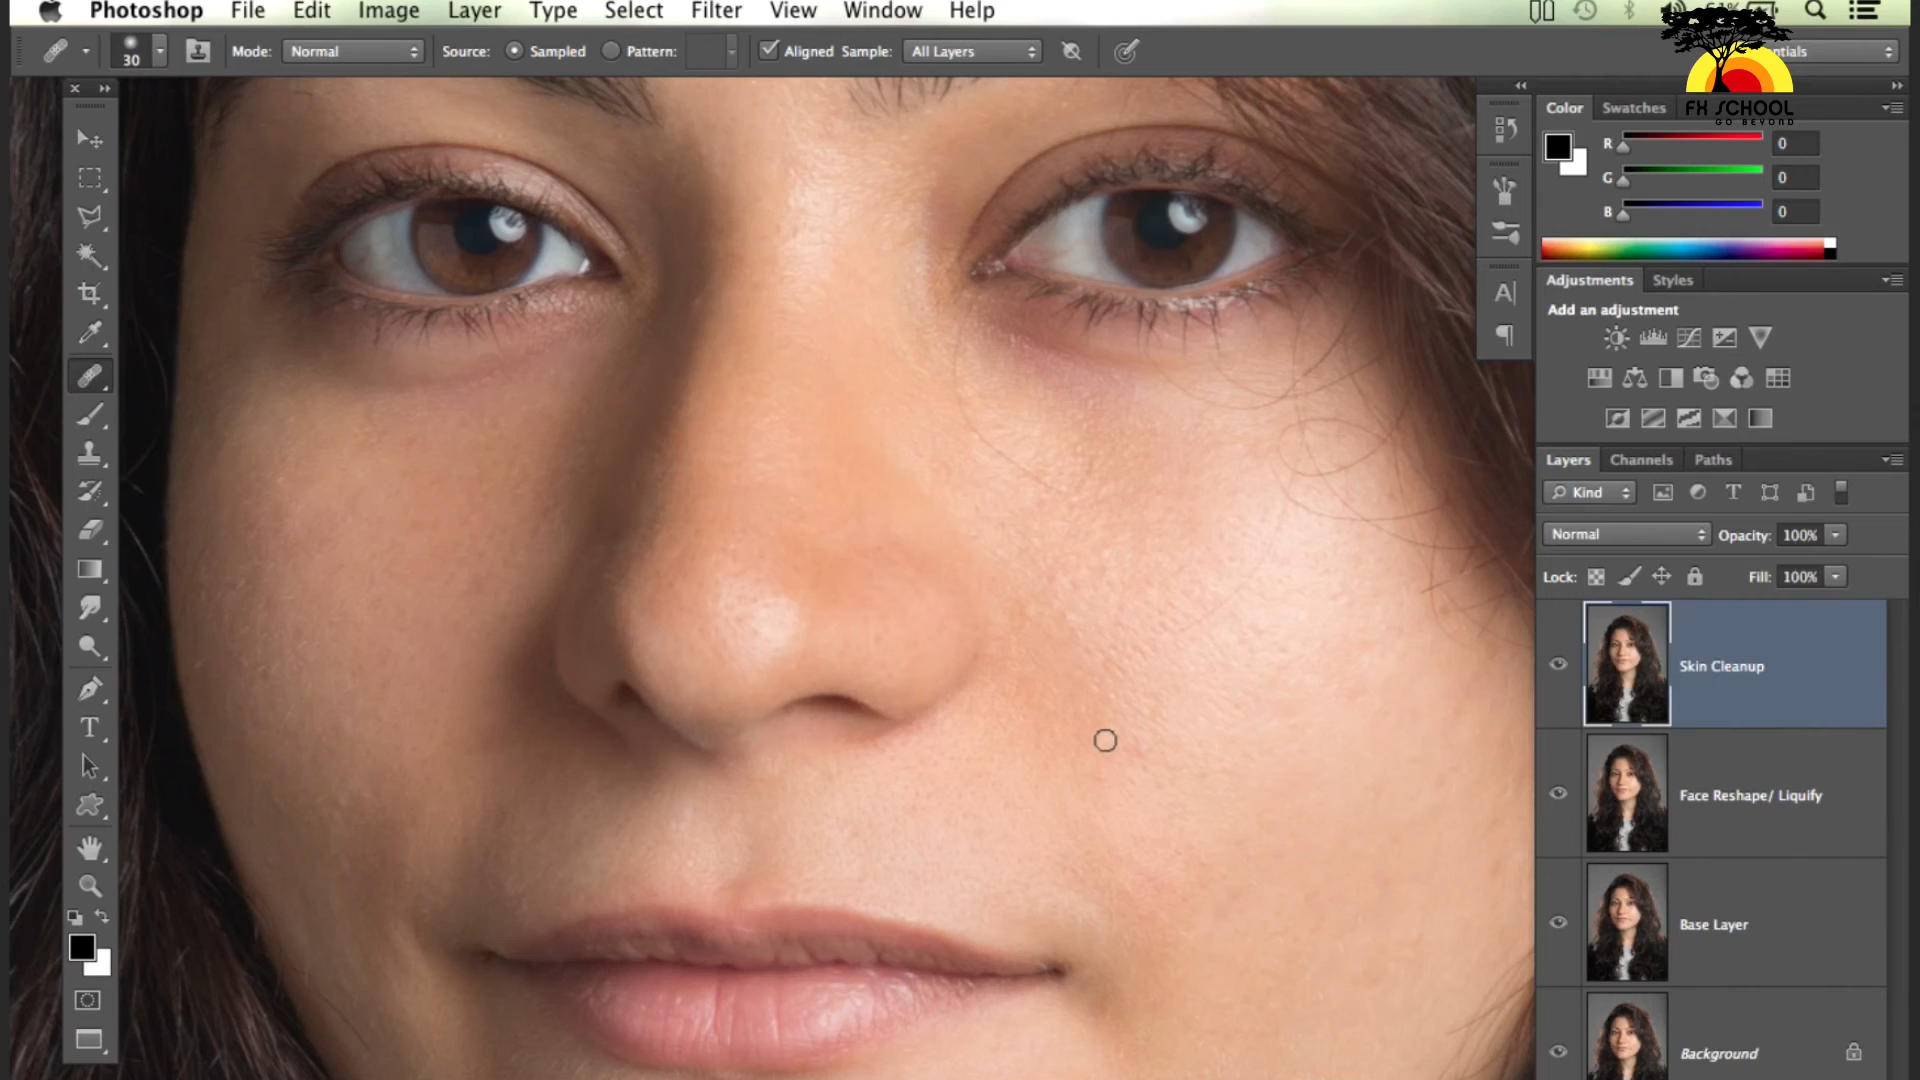 Photoshop File Edit Image Layer Type Select Filter View Window Help
30 Mode: Normal Source: Sampled Pattern: Aligned Sample: All Layers
FX SCHOOL
GO BEYOND
Color Swatches
R 0
G 0
B 0
Adjustments Styles
Add an adjustment
Layers Channels Paths
Kind
Normal Opacity: 100%
Lock: Fill: 100%
Skin Cleanup
Face Reshape/ Liquify
Base Layer
Background